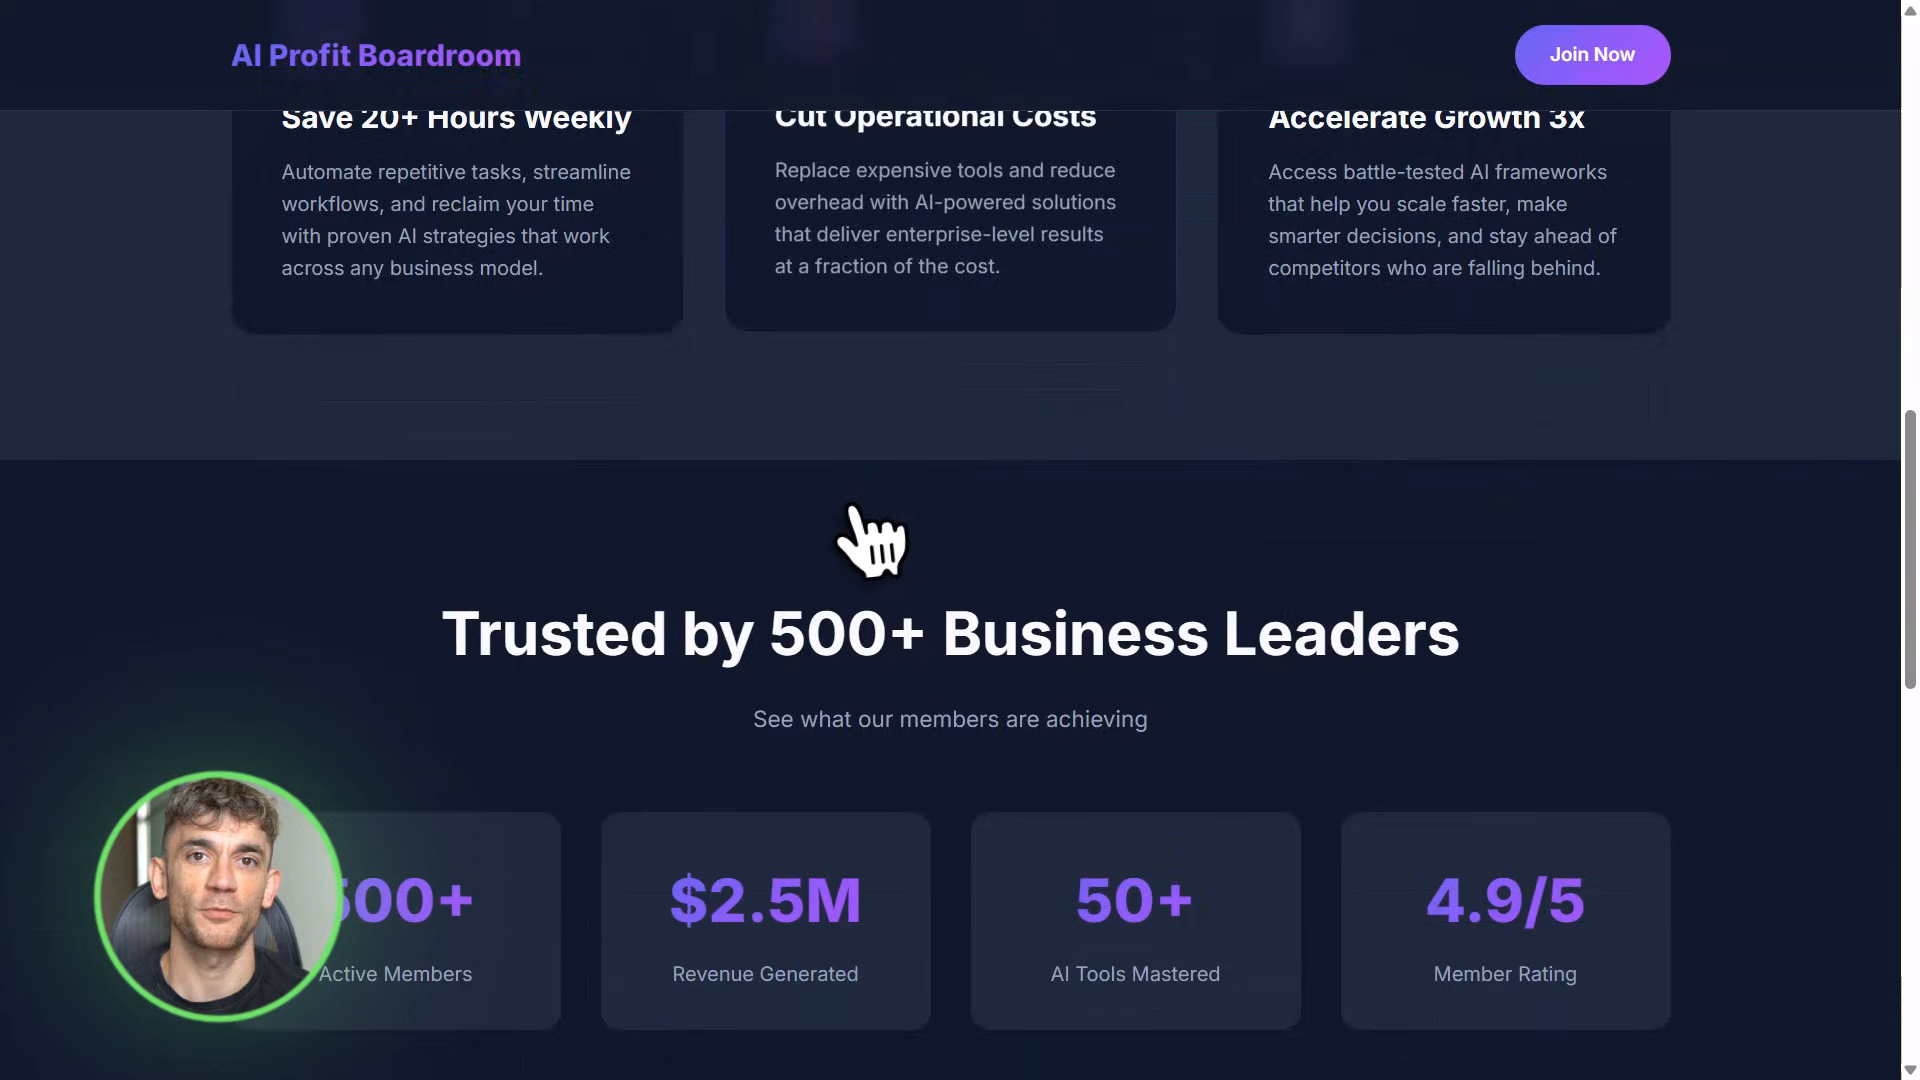 AI Profit Boardroom
Join Now
Save 20+ Hours Weekly
Automate repetitive tasks, streamline
workflows, and reclaim your time
with proven AI strategies that work
across any business model.
Cut Operational Costs
Replace expensive tools and reduce
overhead with AI-powered solutions
that deliver enterprise-level results
at a fraction of the cost.
Accelerate Growth 3x
Access battle-tested AI frameworks
that help you scale faster, make
smarter decisions, and stay ahead of
competitors who are falling behind.
Trusted by 500+ Business Leaders
See what our members are achieving
500+
Active Members
$2.5M
Revenue Generated
50+
AI Tools Mastered
4.9/5
Member Rating